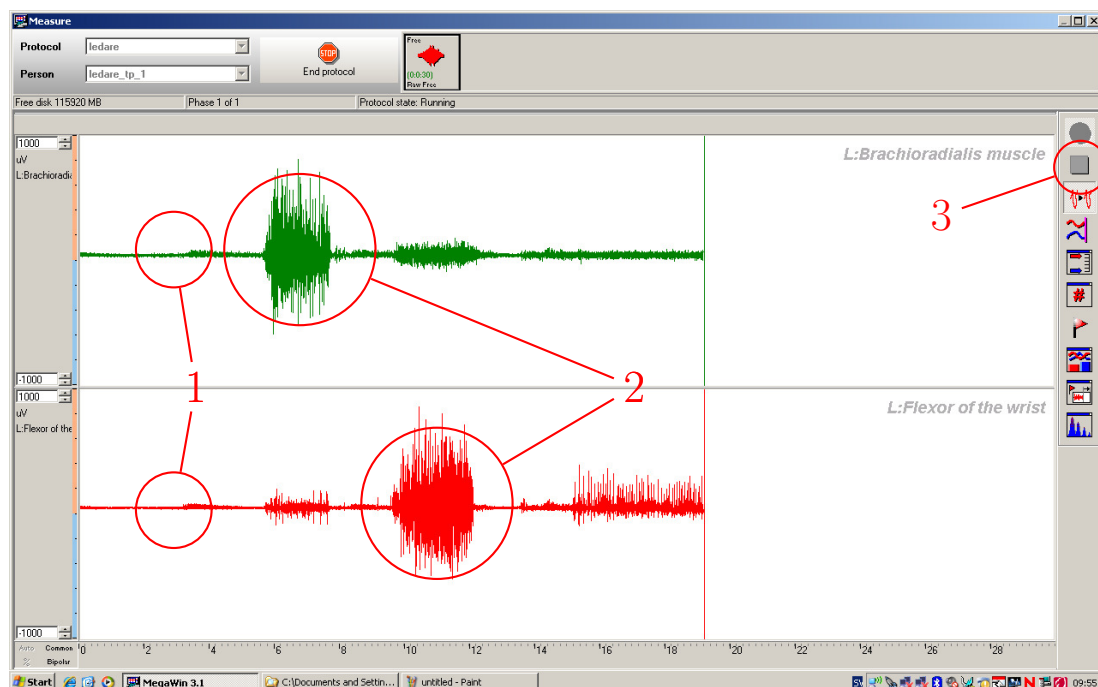 Measure
Protocol ledare
Person ledare_tp_1
STOP
End protocol
Free
(0:0:30)
Raw Free
Free disk 115920 MB Phase 1 of 1 Protocol state: Running
1000
uV
L:Brachioradia
L:Brachioradialis muscle
3
1
2
-1000
1000
uV
L:Flexor of the
L:Flexor of the wrist
-1000
Auto Common
% Bipolar
0 2 4 6 8 10 12 14 16 18 20 22 24 26 28
Start MegaWin 3.1 C:\Documents and Settin... untitled - Paint SV 09:55